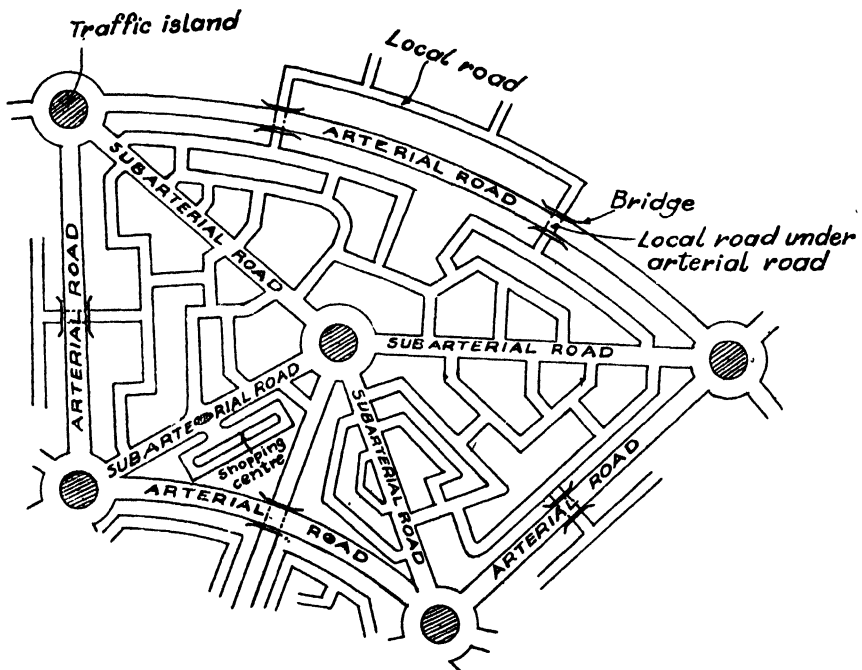 Traffic island
Local road
ARTERIAL ROAD
SUBARTERIAL ROAD
Bridge
Local road under
arterial road
ARTERIAL ROAD
SUBARTERIAL ROAD
SUBARTERIAL ROAD
SUBARTERIAL ROAD
Shopping
centre
ARTERIAL ROAD
ARTERIAL ROAD